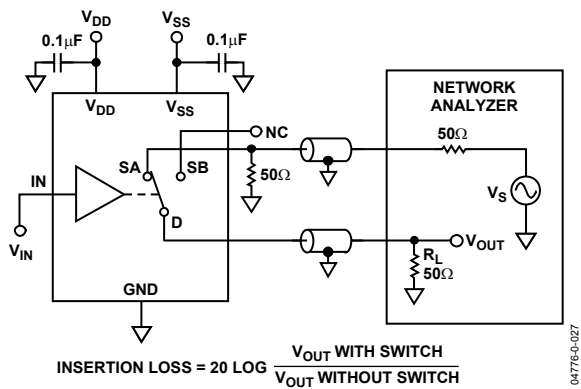 VDD
VSS
0.1µF
0.1µF
VDD
VSS
NETWORK
ANALYZER
NC
50Ω
SA
SB
50Ω
VS
IN
D
VIN
VOUT
RL
50Ω
GND
INSERTION LOSS = 20 LOG VOUT WITH SWITCH
VOUT WITHOUT SWITCH
04776-0-027